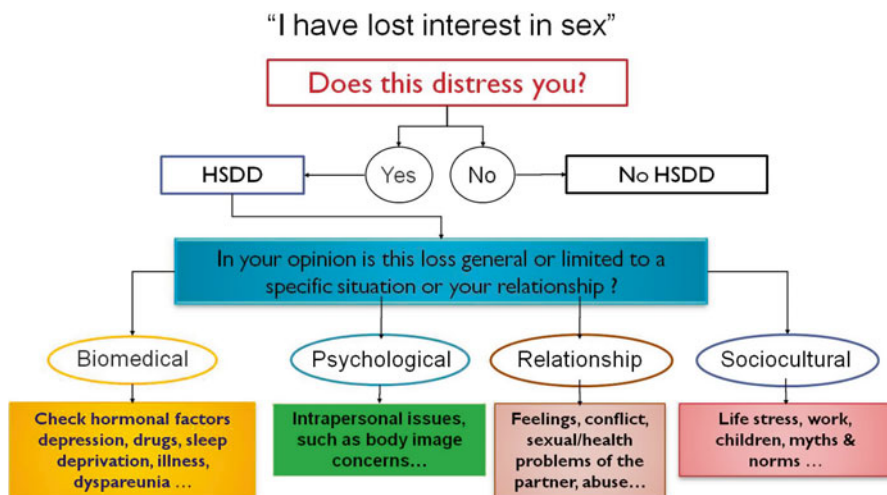 “I have lost interest in sex”
Does this distress you?
HSDD
Yes
No
No HSDD
In your opinion is this loss general or limited to a
specific situation or your relationship ?
Biomedical
Psychological
Relationship
Sociocultural
Check hormonal factors
depression, drugs, sleep
deprivation, illness,
dyspareunia ...
Intrapersonal issues,
such as body image
concerns...
Feelings, conflict,
sexual/health
problems of the
partner, abuse...
Life stress, work,
children, myths &
norms ...